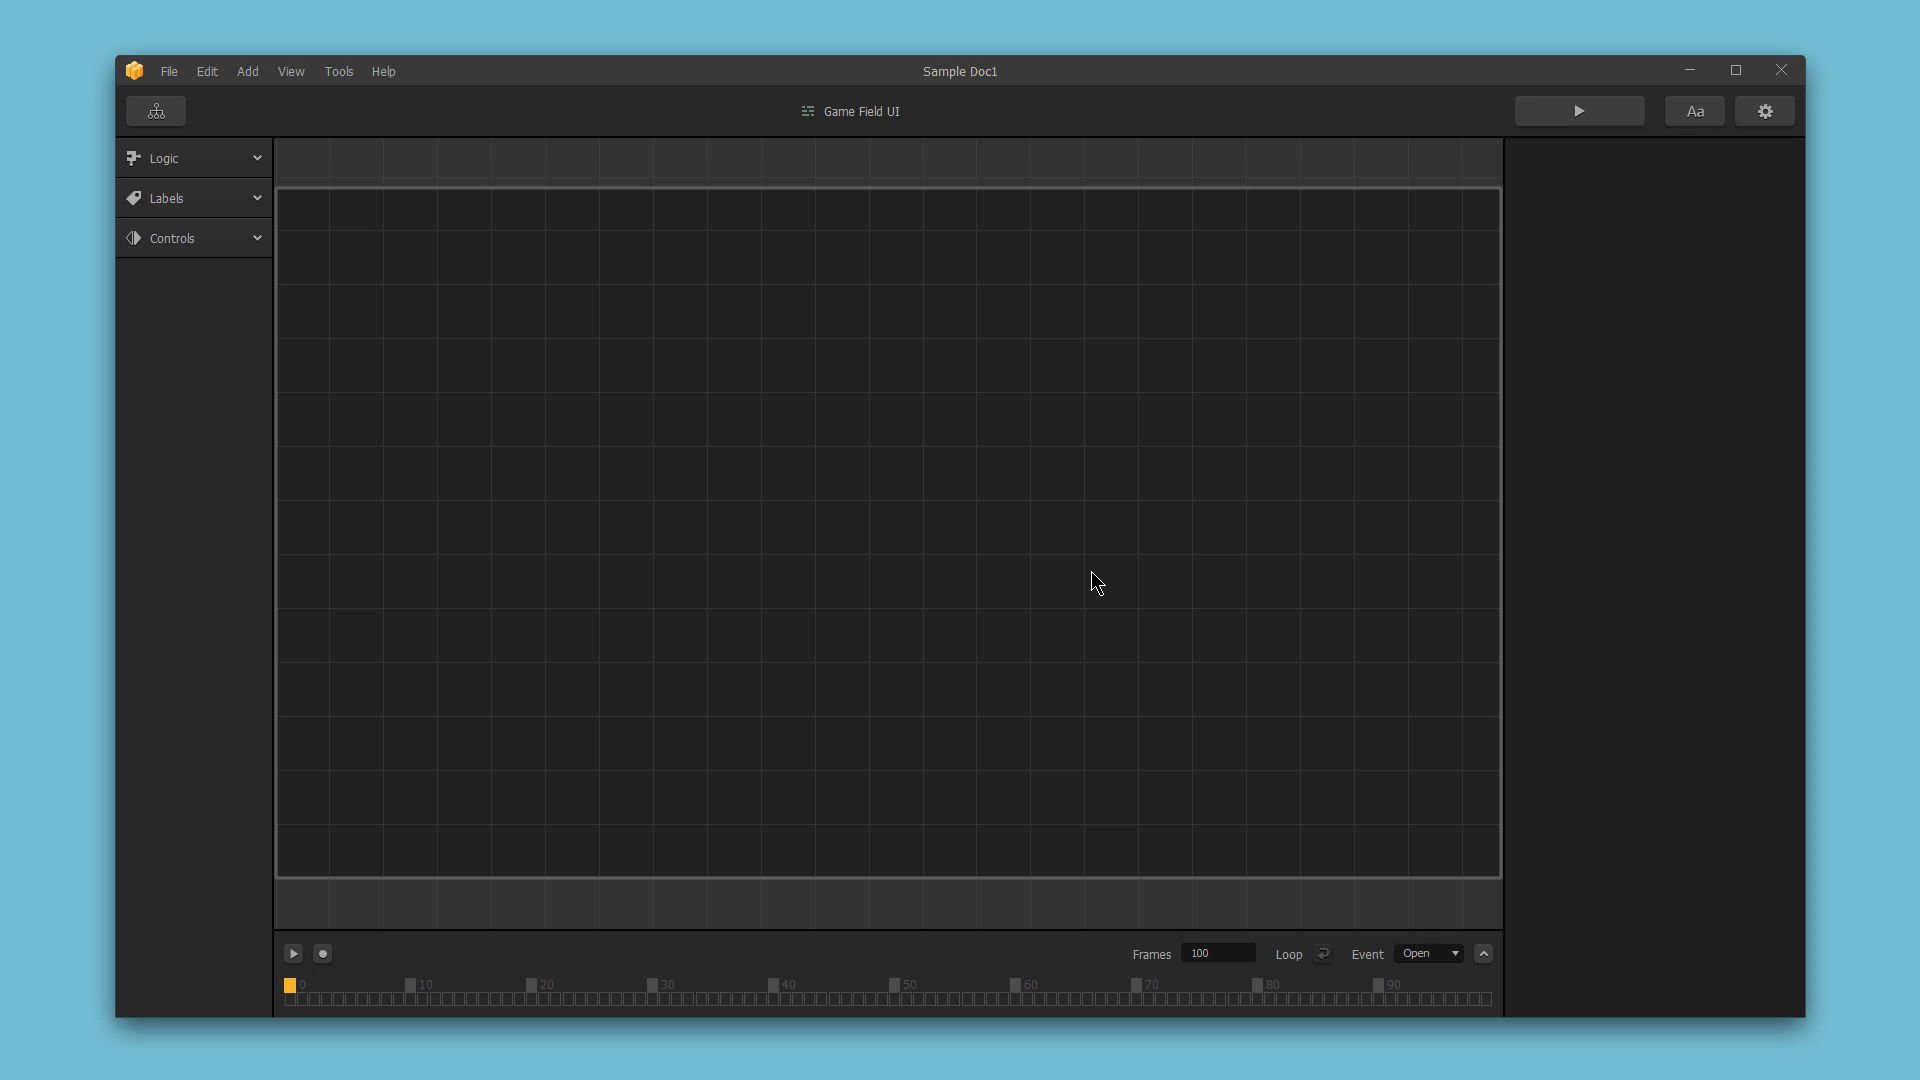 File Edit Add View Tools Help
Sample Doc1
Game Field UI
Aa
Logic
Labels
Controls
Frames 100 Loop Event Open
0 10 20 30 40 50 60 70 80 90